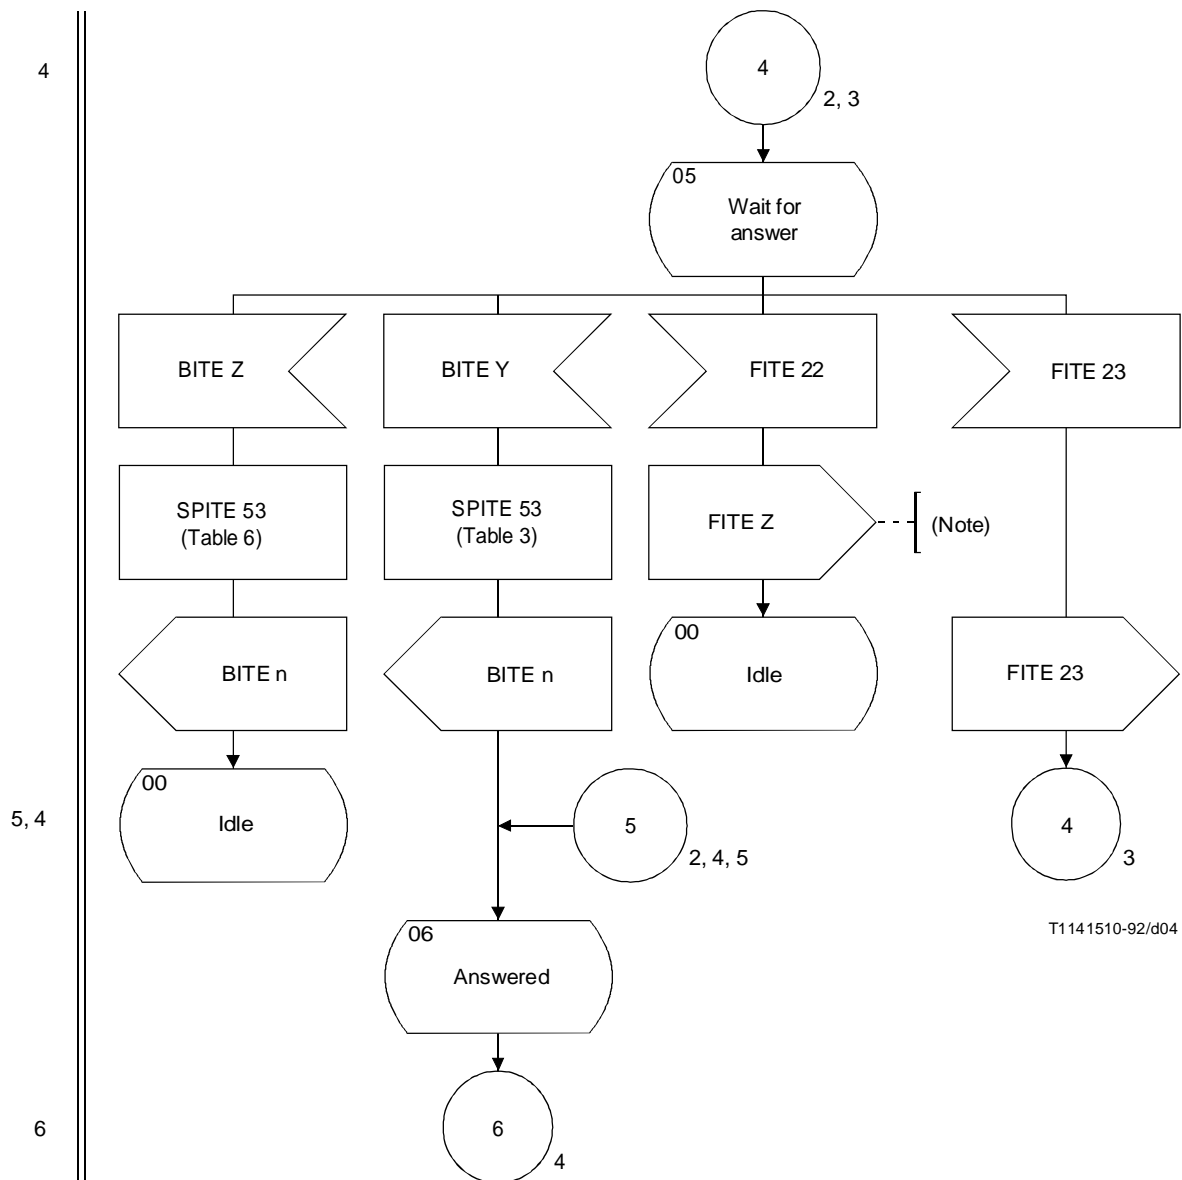 4
4
2, 3
05
Wait for
answer
BITE Z
BITE Y
FITE 22
FITE 23
SPITE 53
(Table 6)
SPITE 53
(Table 3)
FITE Z
(Note)
BITE n
BITE n
00
Idle
FITE 23
5, 4
00
Idle
5
2, 4, 5
4
3
T1141510-92/d04
06
Answered
6
6
4